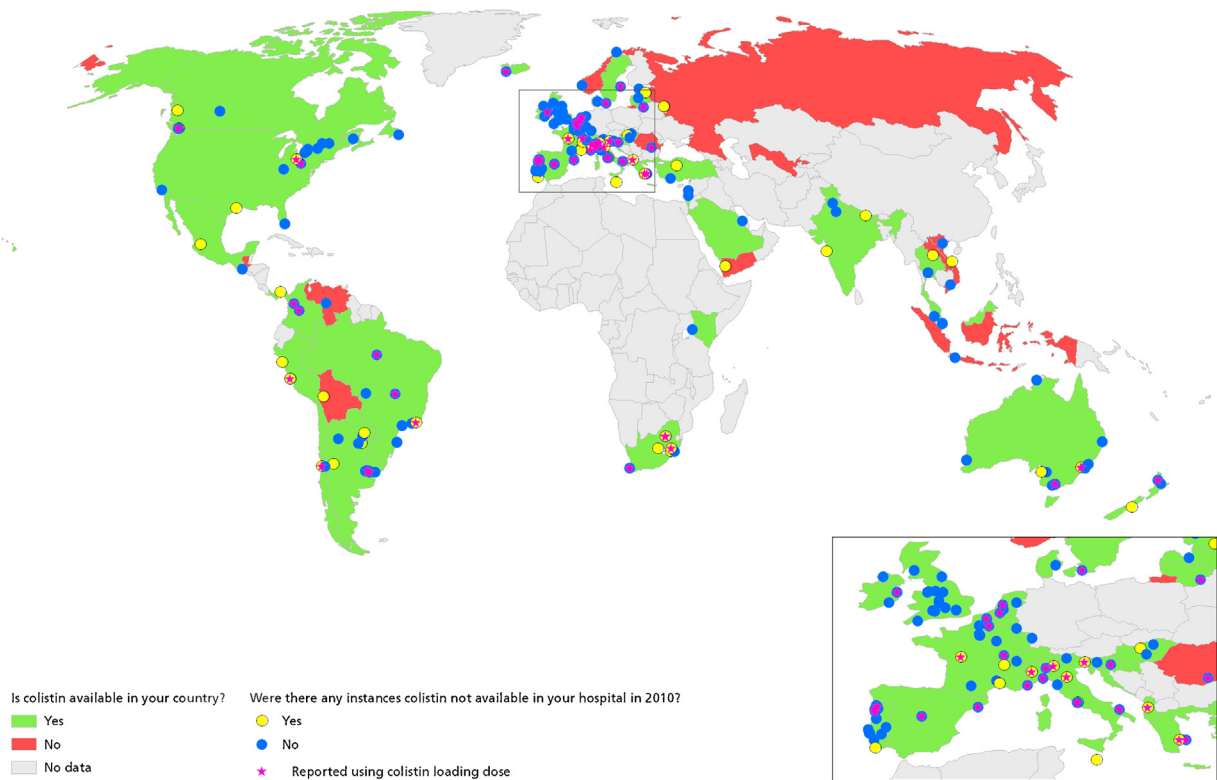 Is colistin available in your country?
Yes
No
No data
Were there any instances colistin not available in your hospital in 2010?
Yes
No
Reported using colistin loading dose